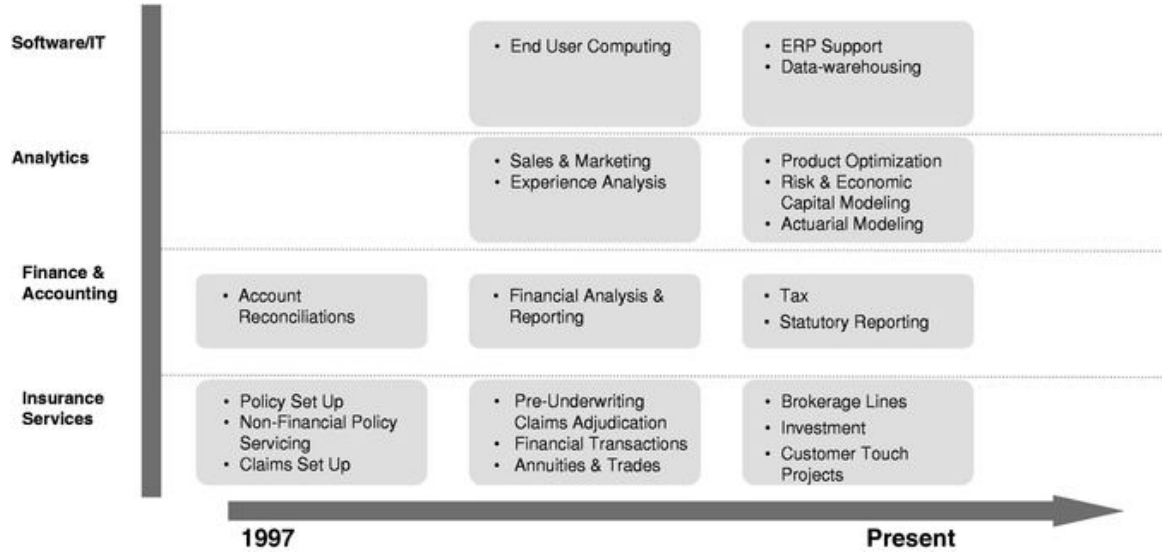 Software/IT
• End User Computing
• ERP Support
• Data-warehousing
Analytics
• Sales & Marketing
• Experience Analysis
• Product Optimization
• Risk & Economic
Capital Modeling
• Actuarial Modeling
Finance &
Accounting
• Account
Reconciliations
• Financial Analysis &
Reporting
• Tax
• Statutory Reporting
Insurance
Services
• Policy Set Up
• Non-Financial Policy
Servicing
• Claims Set Up
• Pre-Underwriting
Claims Adjudication
• Financial Transactions
• Annuities & Trades
• Brokerage Lines
• Investment
• Customer Touch
Projects
1997
Present